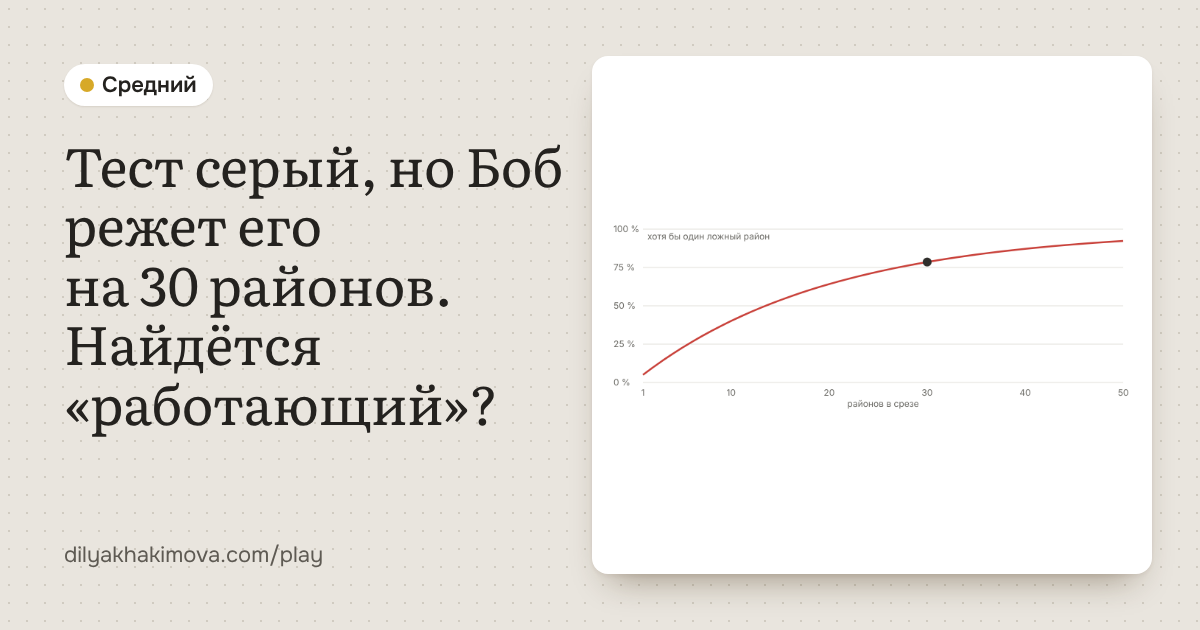 Средний
Тест серый, но Боб
режет его
на 30 районов.
Найдётся
«работающий»?
dilyakhakimova.com/play
100 %
хотя бы один ложный район
75 %
50 %
25 %
0 %
1 10 20 30 40 50
районов в срезе